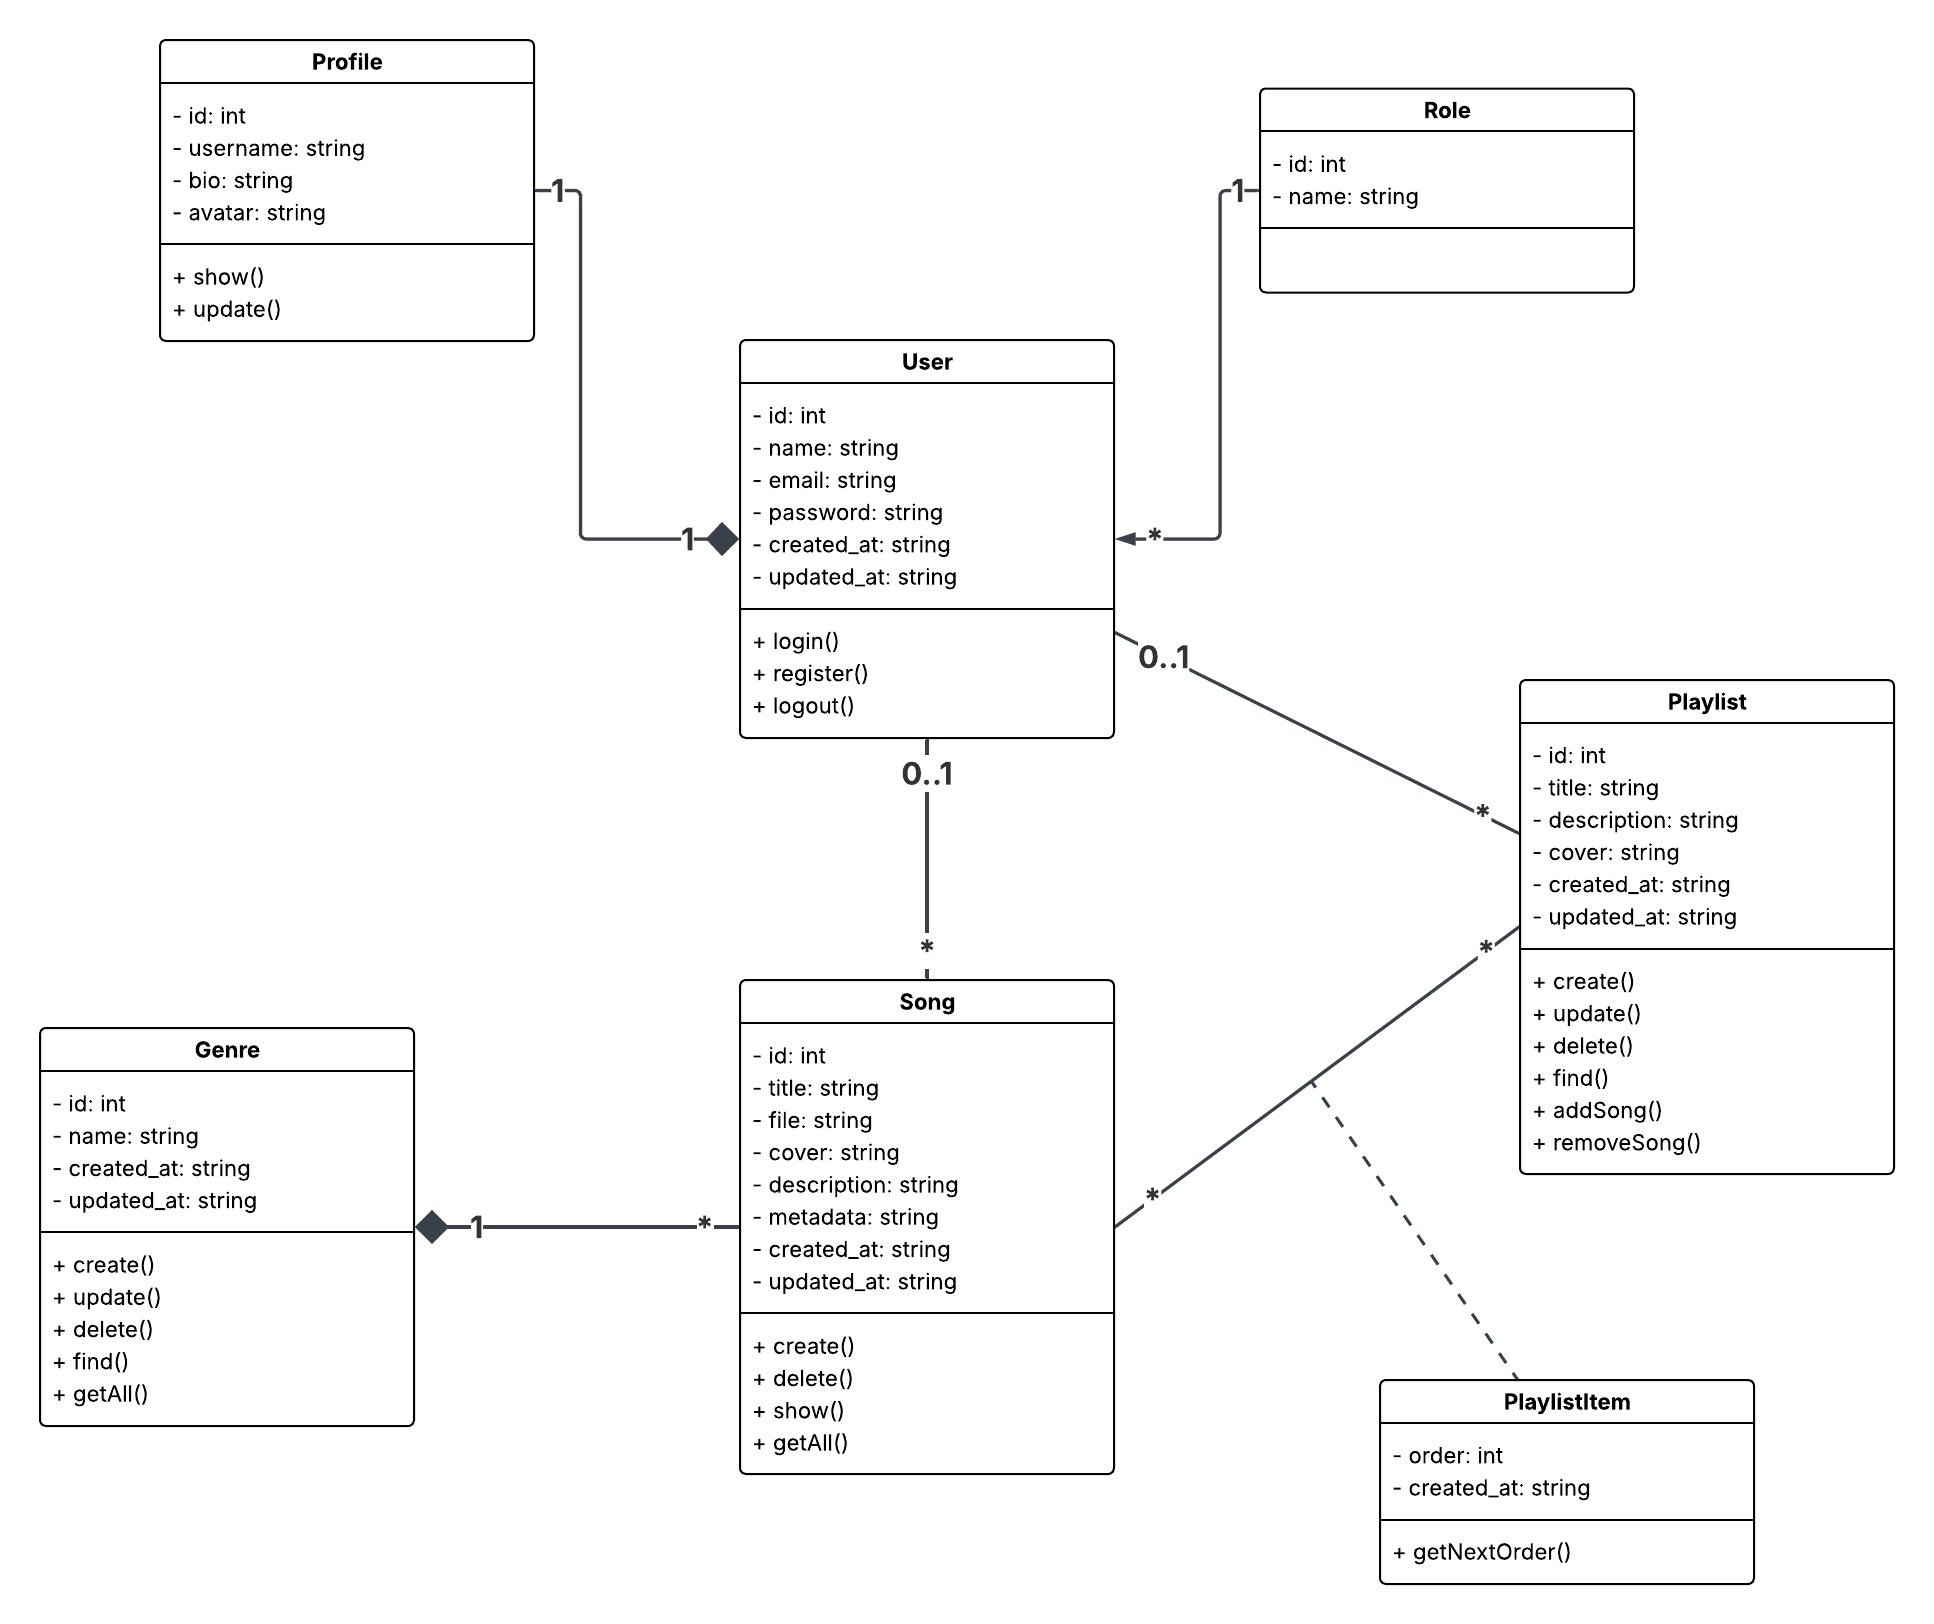 Profile
- id: int
- username: string
- bio: string
- avatar: string
+ show()
+ update()
1
1
Role
- id: int
- name: string
1
*
User
- id: int
- name: string
- email: string
- password: string
- created_at: string
- updated_at: string
+ login()
+ register()
+ logout()
0..1
*
0..1
*
Playlist
- id: int
- title: string
- description: string
- cover: string
- created_at: string
- updated_at: string
+ create()
+ update()
+ delete()
+ find()
+ addSong()
+ removeSong()
*
*
Genre
- id: int
- name: string
- created_at: string
- updated_at: string
+ create()
+ update()
+ delete()
+ find()
+ getAll()
1
*
Song
- id: int
- title: string
- file: string
- cover: string
- description: string
- metadata: string
- created_at: string
- updated_at: string
+ create()
+ delete()
+ show()
+ getAll()
PlaylistItem
- order: int
- created_at: string
+ getNextOrder()